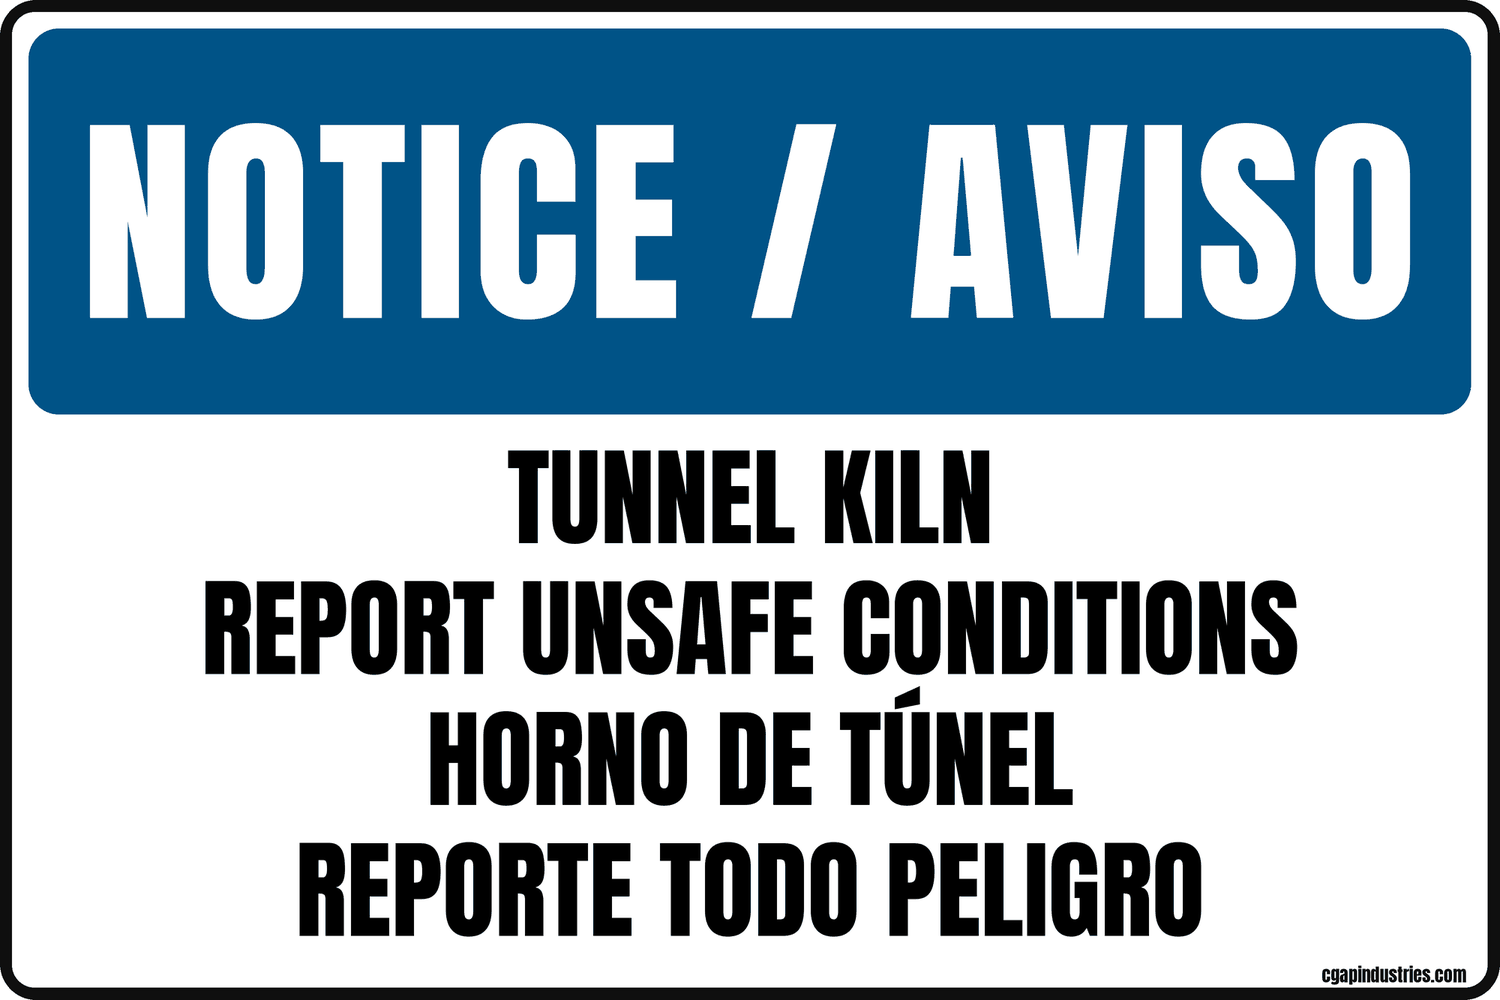 NOTICE / AVISO
TUNNEL KILN
REPORT UNSAFE CONDITIONS
HORNO DE TÚNEL
REPORTE TODO PELIGRO
cgapindustries.com